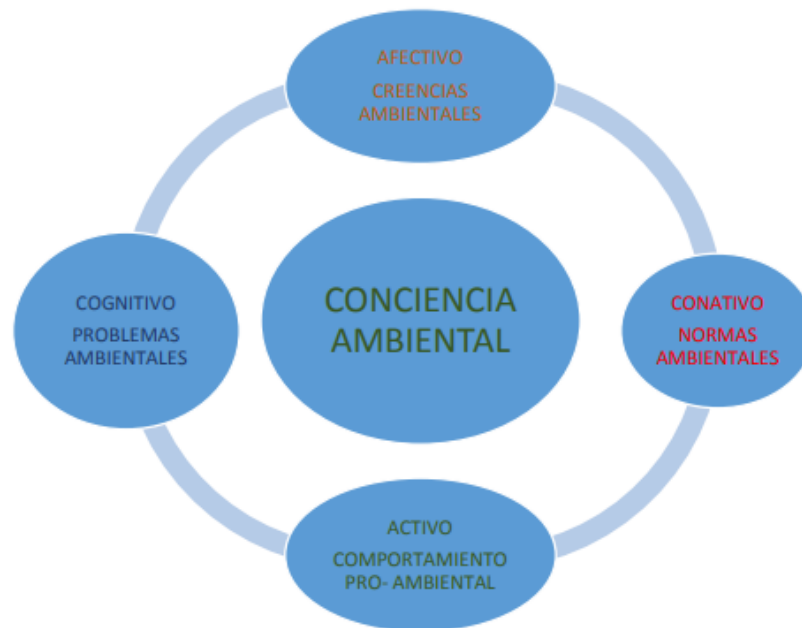 AFECTIVO
CREENCIAS
AMBIENTALES
COGNITIVO
PROBLEMAS
AMBIENTALES
CONCIENCIA
AMBIENTAL
CONATIVO
NORMAS
AMBIENTALES
ACTIVO
COMPORTAMIENTO
PRO- AMBIENTAL